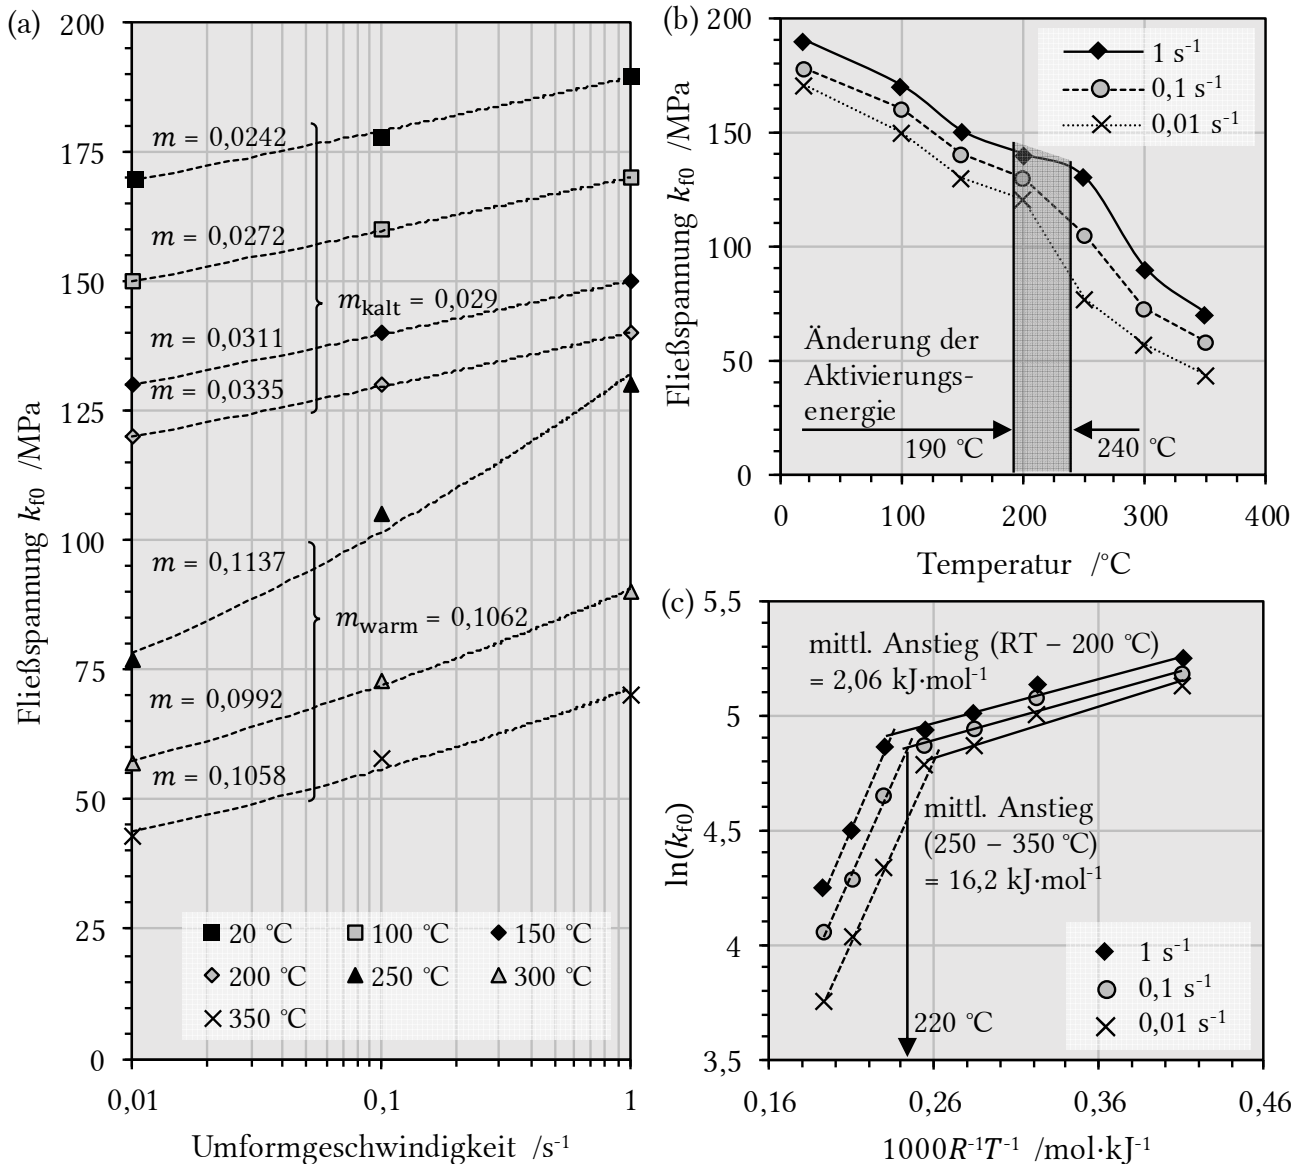 (a)
200
175
150
125
100
75
50
25
0
Fließspannung kf0 /MPa
m = 0,0242
m = 0,0272
mkalt = 0,029
m = 0,0311
m = 0,0335
m = 0,1137
mwarm = 0,1062
m = 0,0992
m = 0,1058
20 °C
100 °C
150 °C
200 °C
250 °C
300 °C
350 °C
0,01
0,1
1
Umformgeschwindigkeit /s-1
(b)
200
150
100
50
0
Fließspannung kf0 /MPa
1 s-1
0,1 s-1
0,01 s-1
Änderung der
Aktivierungs-
energie
190 °C
240 °C
0
100
200
300
400
Temperatur /°C
(c)
5,5
5
4,5
4
3,5
ln(kf0)
mittl. Anstieg (RT – 200 °C)
= 2,06 kJ·mol-1
mittl. Anstieg
(250 – 350 °C)
= 16,2 kJ·mol-1
1 s-1
0,1 s-1
0,01 s-1
220 °C
0,16
0,26
0,36
0,46
1000R-1T-1 /mol·kJ-1